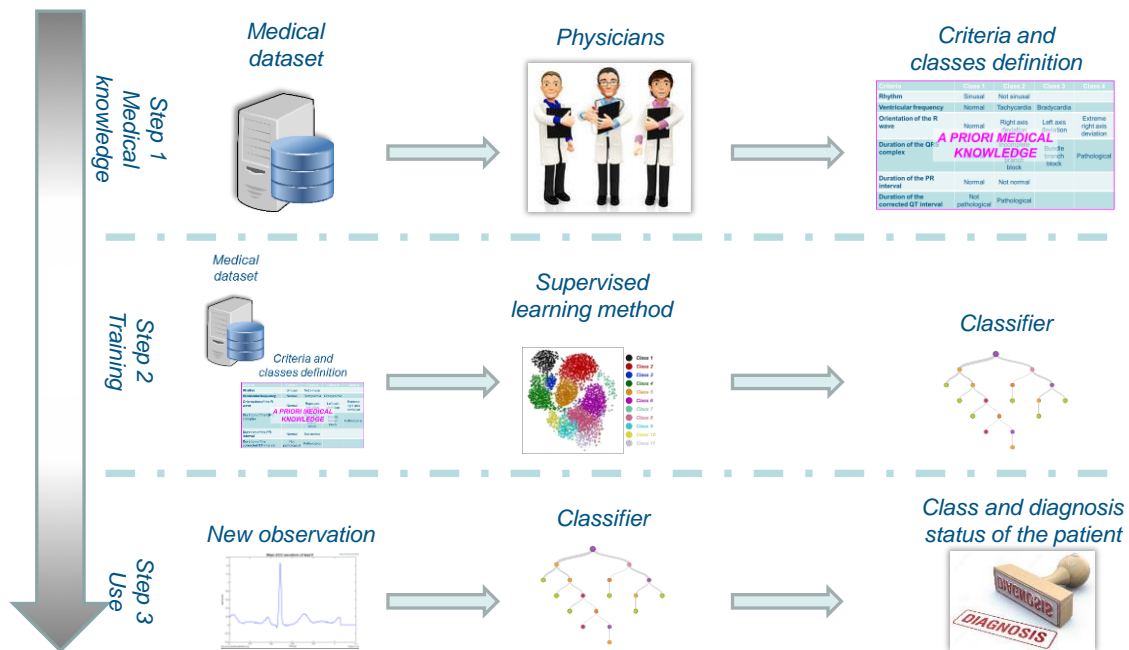 Step 1
Medical
knowledge
Medical
dataset
Physicians
Criteria and
classes definition
Criteria Class 1 Class 2 Class 3 Class 4
Rhythm Sinusal Not sinusal
Ventricular frequency Normal Tachycardia Bradycardia
Orientation of the R
wave Normal Right axis
deviation Left axis
deviation Extreme
right axis
deviation
A PRIORI MEDICAL
KNOWLEDGE
Duration of the QRS
complex
branch
block
Bundle
branch
block Pathological
Duration of the PR
interval Normal Not normal
Duration of the
corrected QT interval Not
pathological Pathological
Step 2
Training
Medical
dataset
Criteria and
classes definition
A PRIORI MEDICAL
KNOWLEDGE
Supervised
learning method
Class 1
Class 2
Class 3
Class 4
Class 5
Class 6
Class 7
Class 8
Class 9
Class 10
Class 11
Classifier
Step 3
Use
New observation
Classifier
Class and diagnosis
status of the patient
DIAGNOSIS
DIAGNOSIS